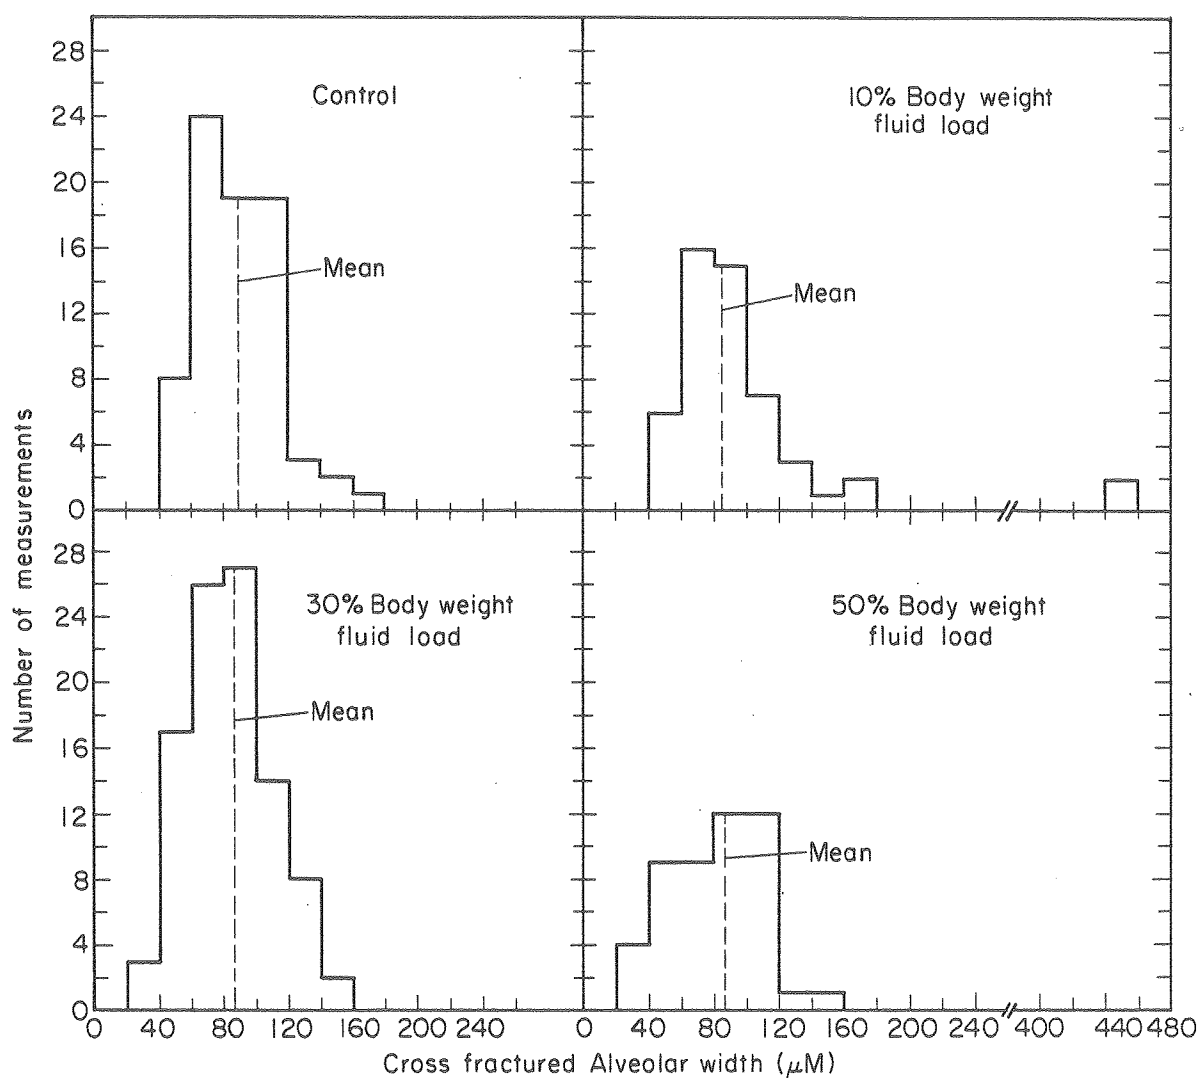 28
24
20
16
12
8
4
0
Control
Mean
10% Body weight
fluid load
Mean
28
24
20
16
12
8
4
0
30% Body weight
fluid load
Mean
50% Body weight
fluid load
Mean
0 40 80 120 160 200 240
0 40 80 120 160 200 240 400 440 480
Number of measurements
Cross fractured Alveolar width (μM)